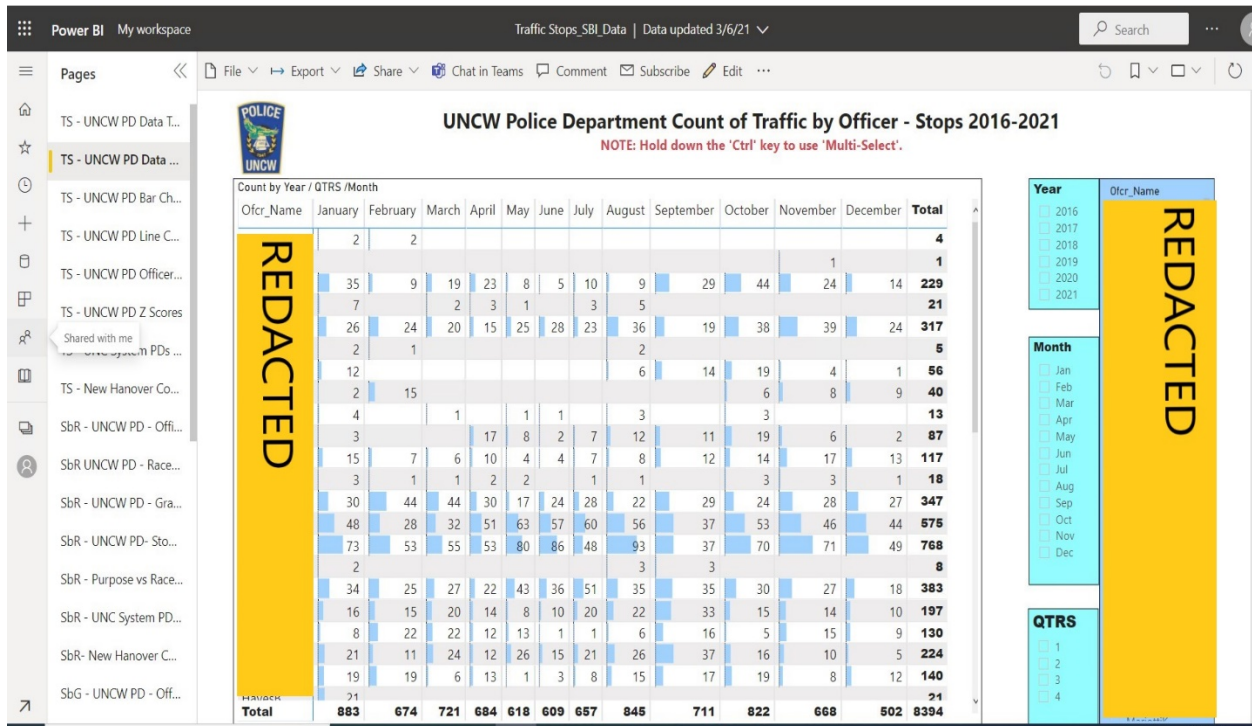 Power BI My workspace Traffic Stops_SBI_Data | Data updated 3/6/21 Search ...
Pages
File Export Share Chat in Teams Comment Subscribe Edit ...
TS - UNCW PD Data T...
TS - UNCW PD Data ...
TS - UNCW PD Bar Ch...
TS - UNCW PD Line C...
TS - UNCW PD Officer...
TS - UNCW PD Z Scores
Shared with me
PDs ...
TS - New Hanover Co...
SbR - UNCW PD - Offi...
SbR UNCW PD - Race...
SbR - UNCW PD - Gra...
SbR - UNCW PD- Sto...
SbR - Purpose vs Race...
SbR - UNC System PD...
SbR- New Hanover C...
SbG - UNCW PD - Off...
POLICE
UNCW
UNCW Police Department Count of Traffic by Officer - Stops 2016-2021
NOTE: Hold down the 'Ctrl' key to use 'Multi-Select'.
Count by Year / QTRS /Month
Ofcr_Name January February March April May June July August September October November December Total
REDACTED
2 2 4
1 1
35 9 19 23 8 5 10 9 29 44 24 14 229
7 2 3 1 3 5 21
26 24 20 15 25 28 23 36 19 38 39 24 317
2 1 2 5
12 6 14 19 4 1 56
2 15 6 8 9 40
4 1 1 1 3 3 13
3 17 8 2 7 12 11 19 6 2 87
15 7 6 10 4 4 7 8 12 14 17 13 117
3 1 1 2 2 1 1 3 3 1 18
30 44 44 30 17 24 28 22 29 24 28 27 347
48 28 32 51 63 57 60 56 37 53 46 44 575
73 53 55 53 80 86 48 93 37 70 71 49 768
2 3 3 8
34 25 27 22 43 36 51 35 35 30 27 18 383
16 15 20 14 8 10 20 22 33 15 14 10 197
8 22 22 12 13 1 1 6 16 5 15 9 130
21 11 24 12 26 15 21 26 37 16 10 5 224
19 19 6 13 1 3 8 15 17 19 8 12 140
21 21
Total 883 674 721 684 618 609 657 845 711 822 668 502 8394
Year
2016
2017
2018
2019
2020
2021
Month
Jan
Feb
Mar
Apr
May
Jun
Jul
Aug
Sep
Oct
Nov
Dec
QTRS
1
2
3
4
Ofcr_Name
REDACTED